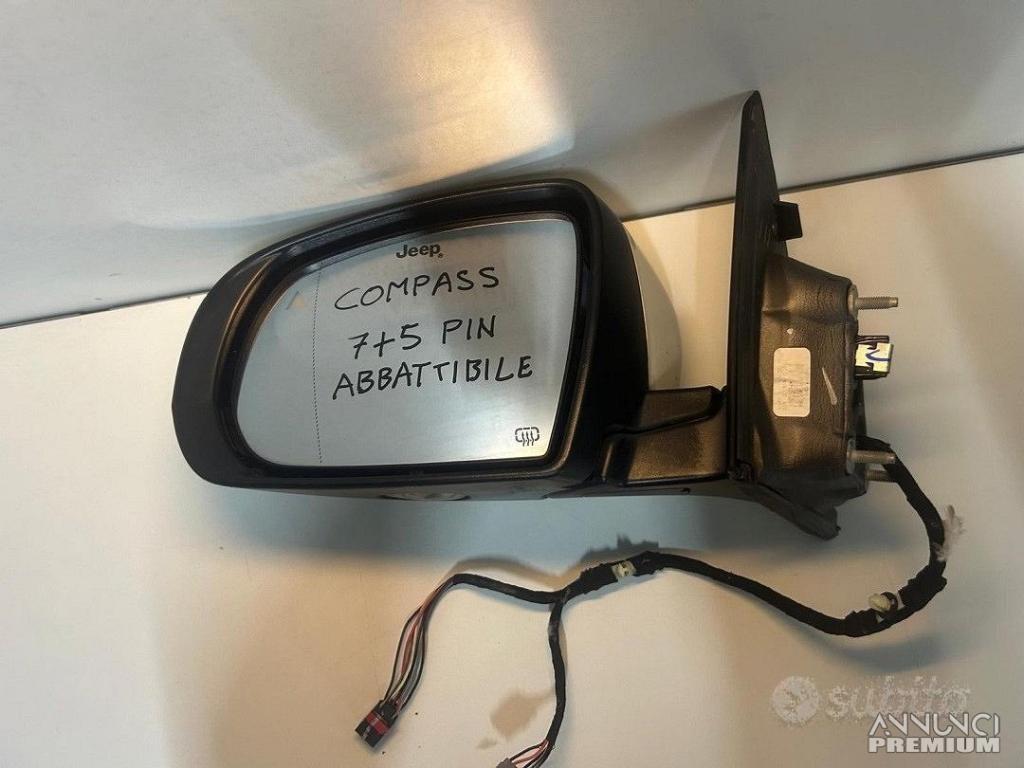 Jeep
COMPASS
7+5 PIN
ABBATTIBILE
subito
ANNUNCI
PREMIUM